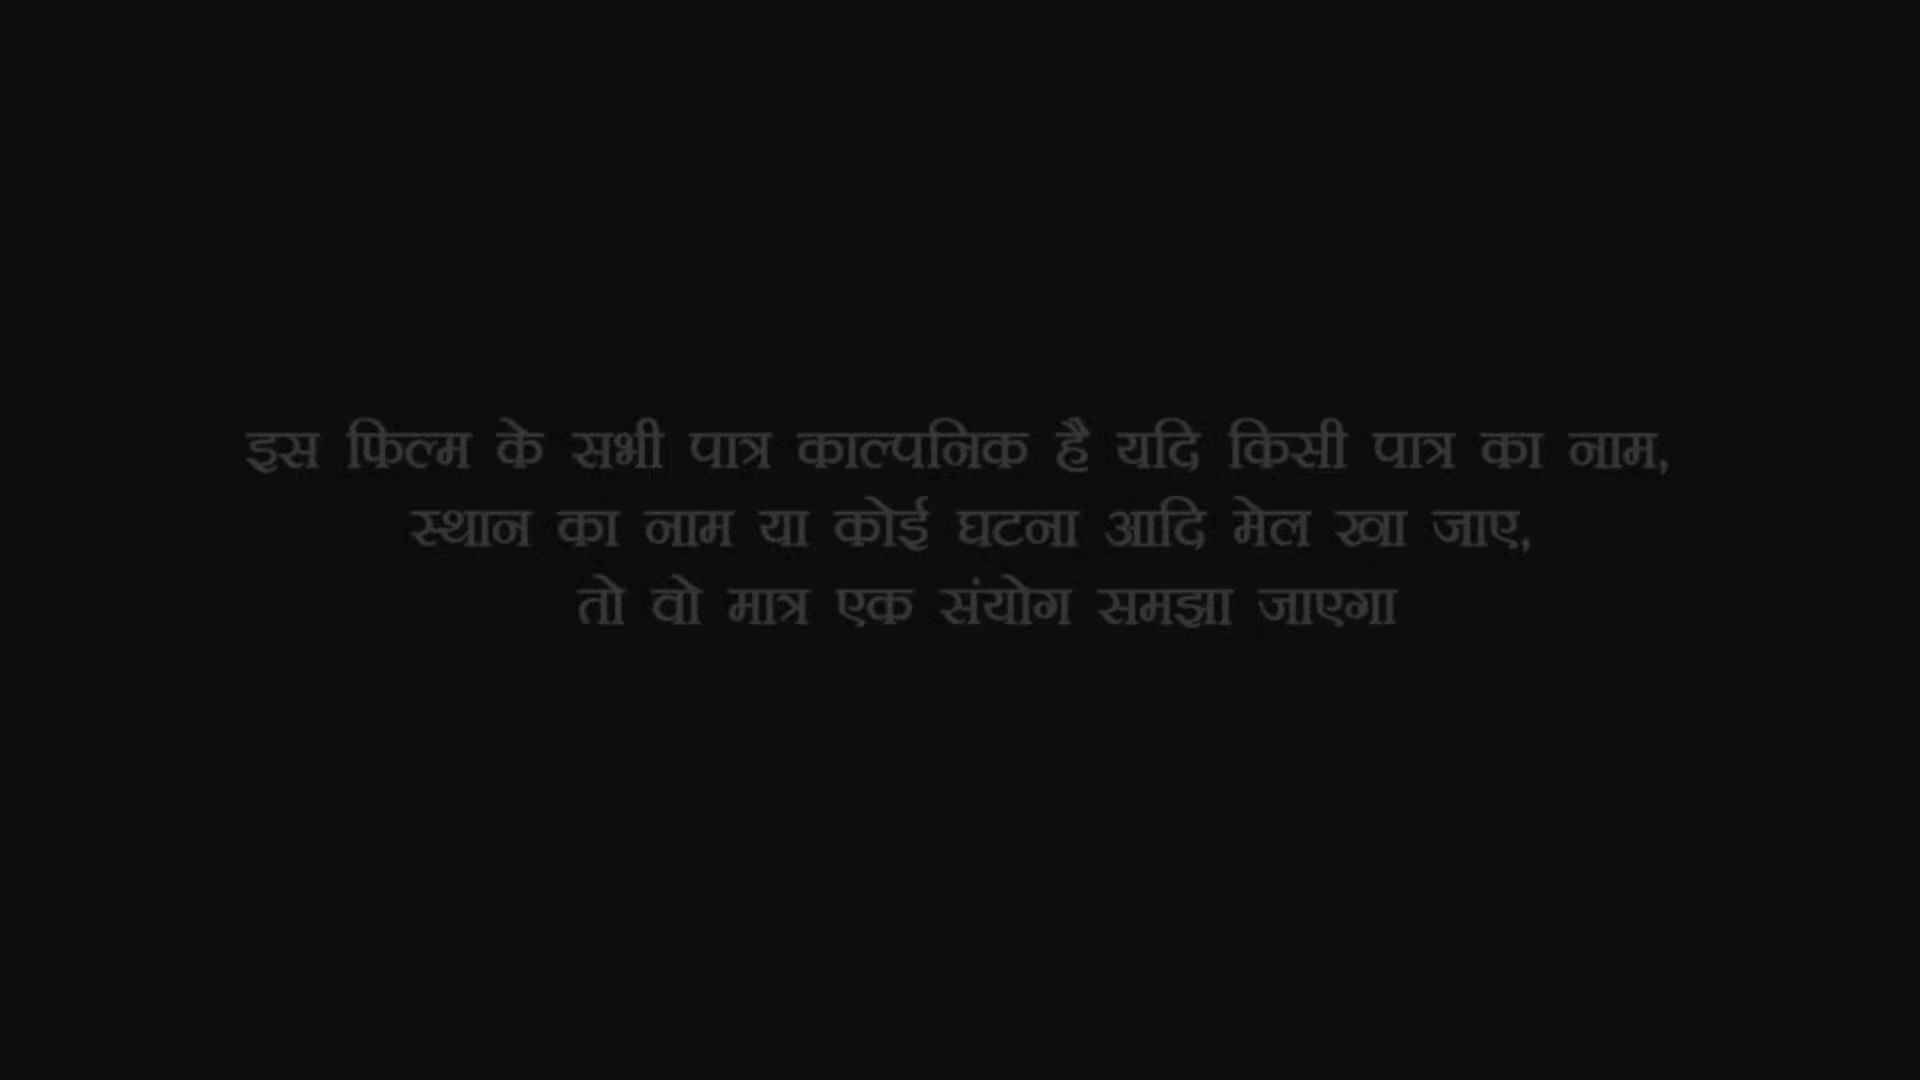 इस फिल्म के सभी पात्र काल्पनिक है यदि किसी पात्र का नाम,
स्थान का नाम या कोई घटना आदि मेल खा जाए,
तो वो मात्र एक संयोग समझा जाएगा